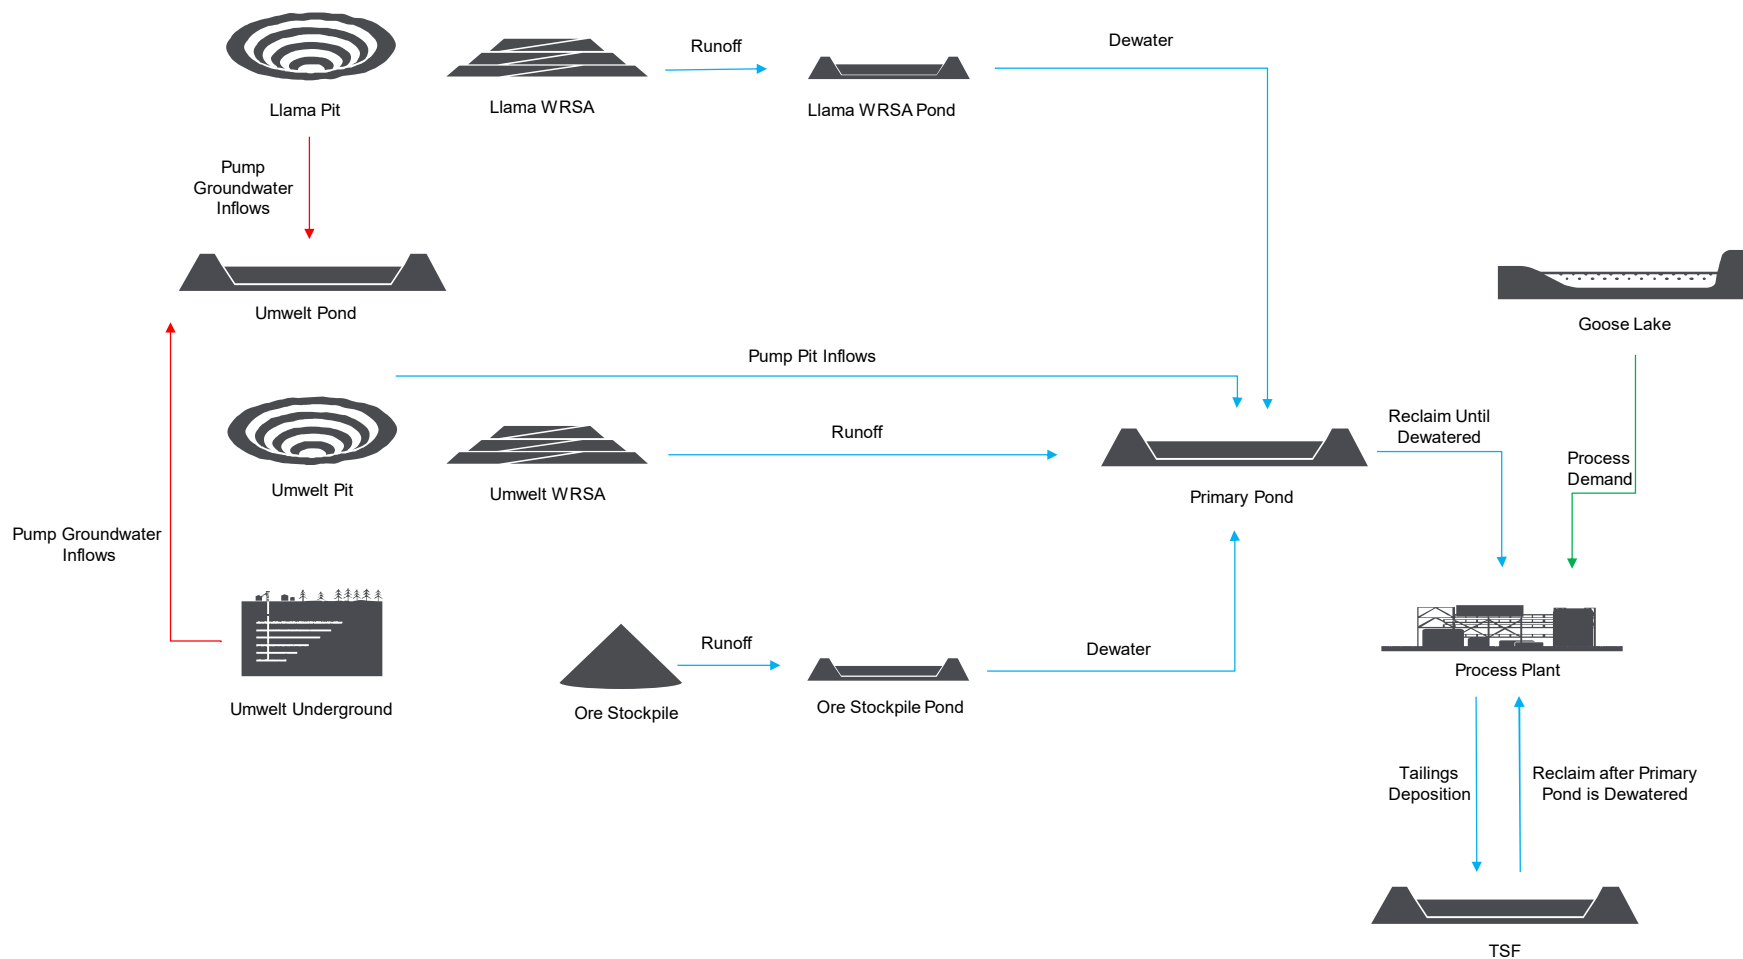 Runoff
Dewater
Llama Pit
Llama WRSA
Llama WRSA Pond
Pump
Groundwater
Inflows
Umwelt Pond
Goose Lake
Pump Pit Inflows
Runoff
Reclaim Until
Dewatered
Process
Demand
Umwelt Pit
Umwelt WRSA
Primary Pond
Pump Groundwater
Inflows
Runoff
Dewater
Process Plant
Umwelt Underground
Ore Stockpile
Ore Stockpile Pond
Tailings
Deposition
Reclaim after Primary
Pond is Dewatered
TSF